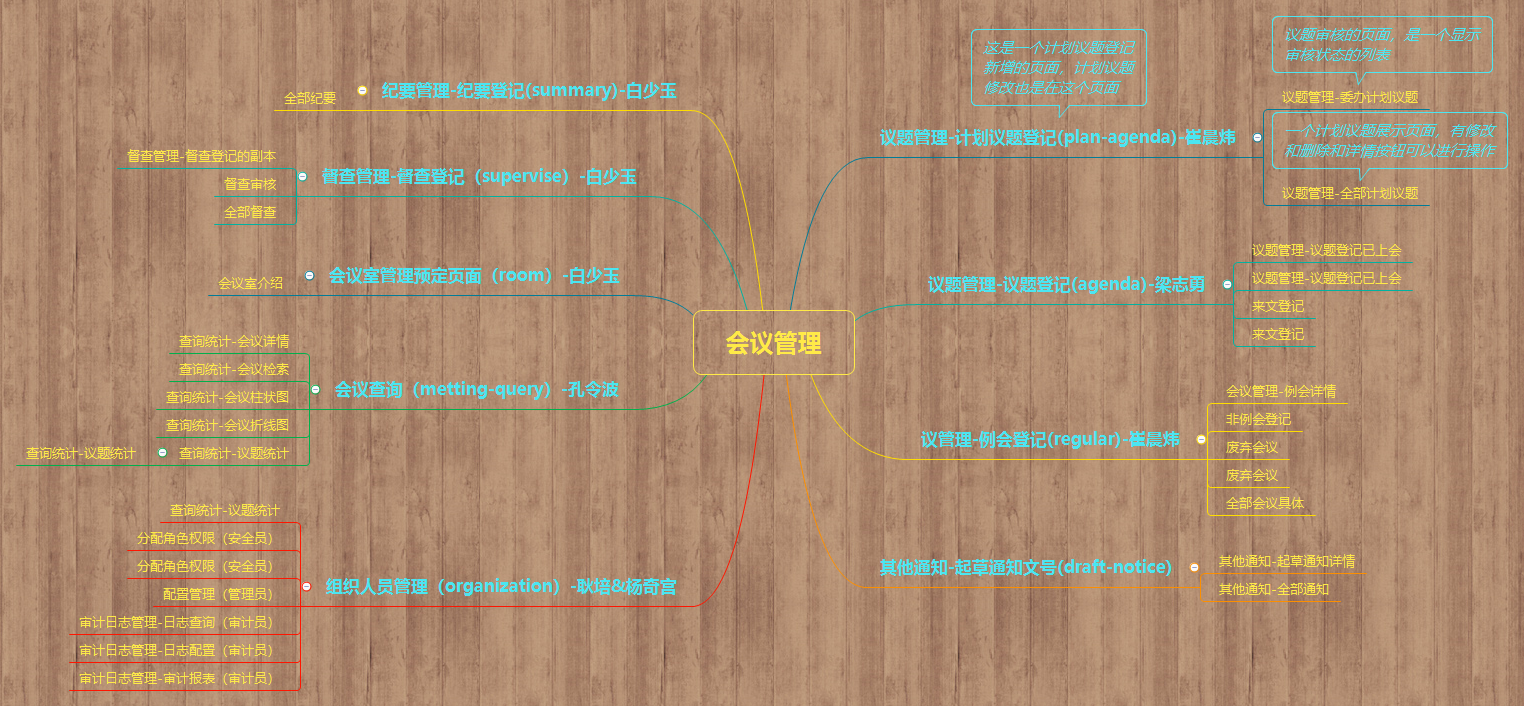 会议管理
纪要管理-纪要登记(summary)-白少玉
全部纪要
督查管理-督查登记（supervise）-白少玉
督查管理-督查登记的副本
督查审核
全部督查
会议室管理预定页面（room）-白少玉
会议室介绍
会议查询（metting-query）-孔令波
查询统计-会议详情
查询统计-会议检索
查询统计-会议柱状图
查询统计-会议折线图
查询统计-议题统计
查询统计-议题统计
组织人员管理（organization）-耿培&杨奇宫
查询统计-议题统计
分配角色权限（安全员）
分配角色权限（安全员）
配置管理（管理员）
审计日志管理-日志查询（审计员）
审计日志管理-日志配置（审计员）
审计日志管理-审计报表（审计员）
这是一个计划议题登记
新增的页面，计划议题
修改也是在这个页面
议题管理-计划议题登记(plan-agenda)-崔晨炜
议题审核的页面，是一个显示
审核状态的列表
议题管理-委办计划议题
一个计划议题展示页面，有修改
和删除和详情按钮可以进行操作
议题管理-全部计划议题
议题管理-议题登记(agenda)-梁志勇
议题管理-议题登记已上会
议题管理-议题登记已上会
来文登记
来文登记
议管理-例会登记(regular)-崔晨炜
会议管理-例会详情
非例会登记
废弃会议
废弃会议
全部会议具体
其他通知-起草通知文号(draft-notice)
其他通知-起草通知详情
其他通知-全部通知